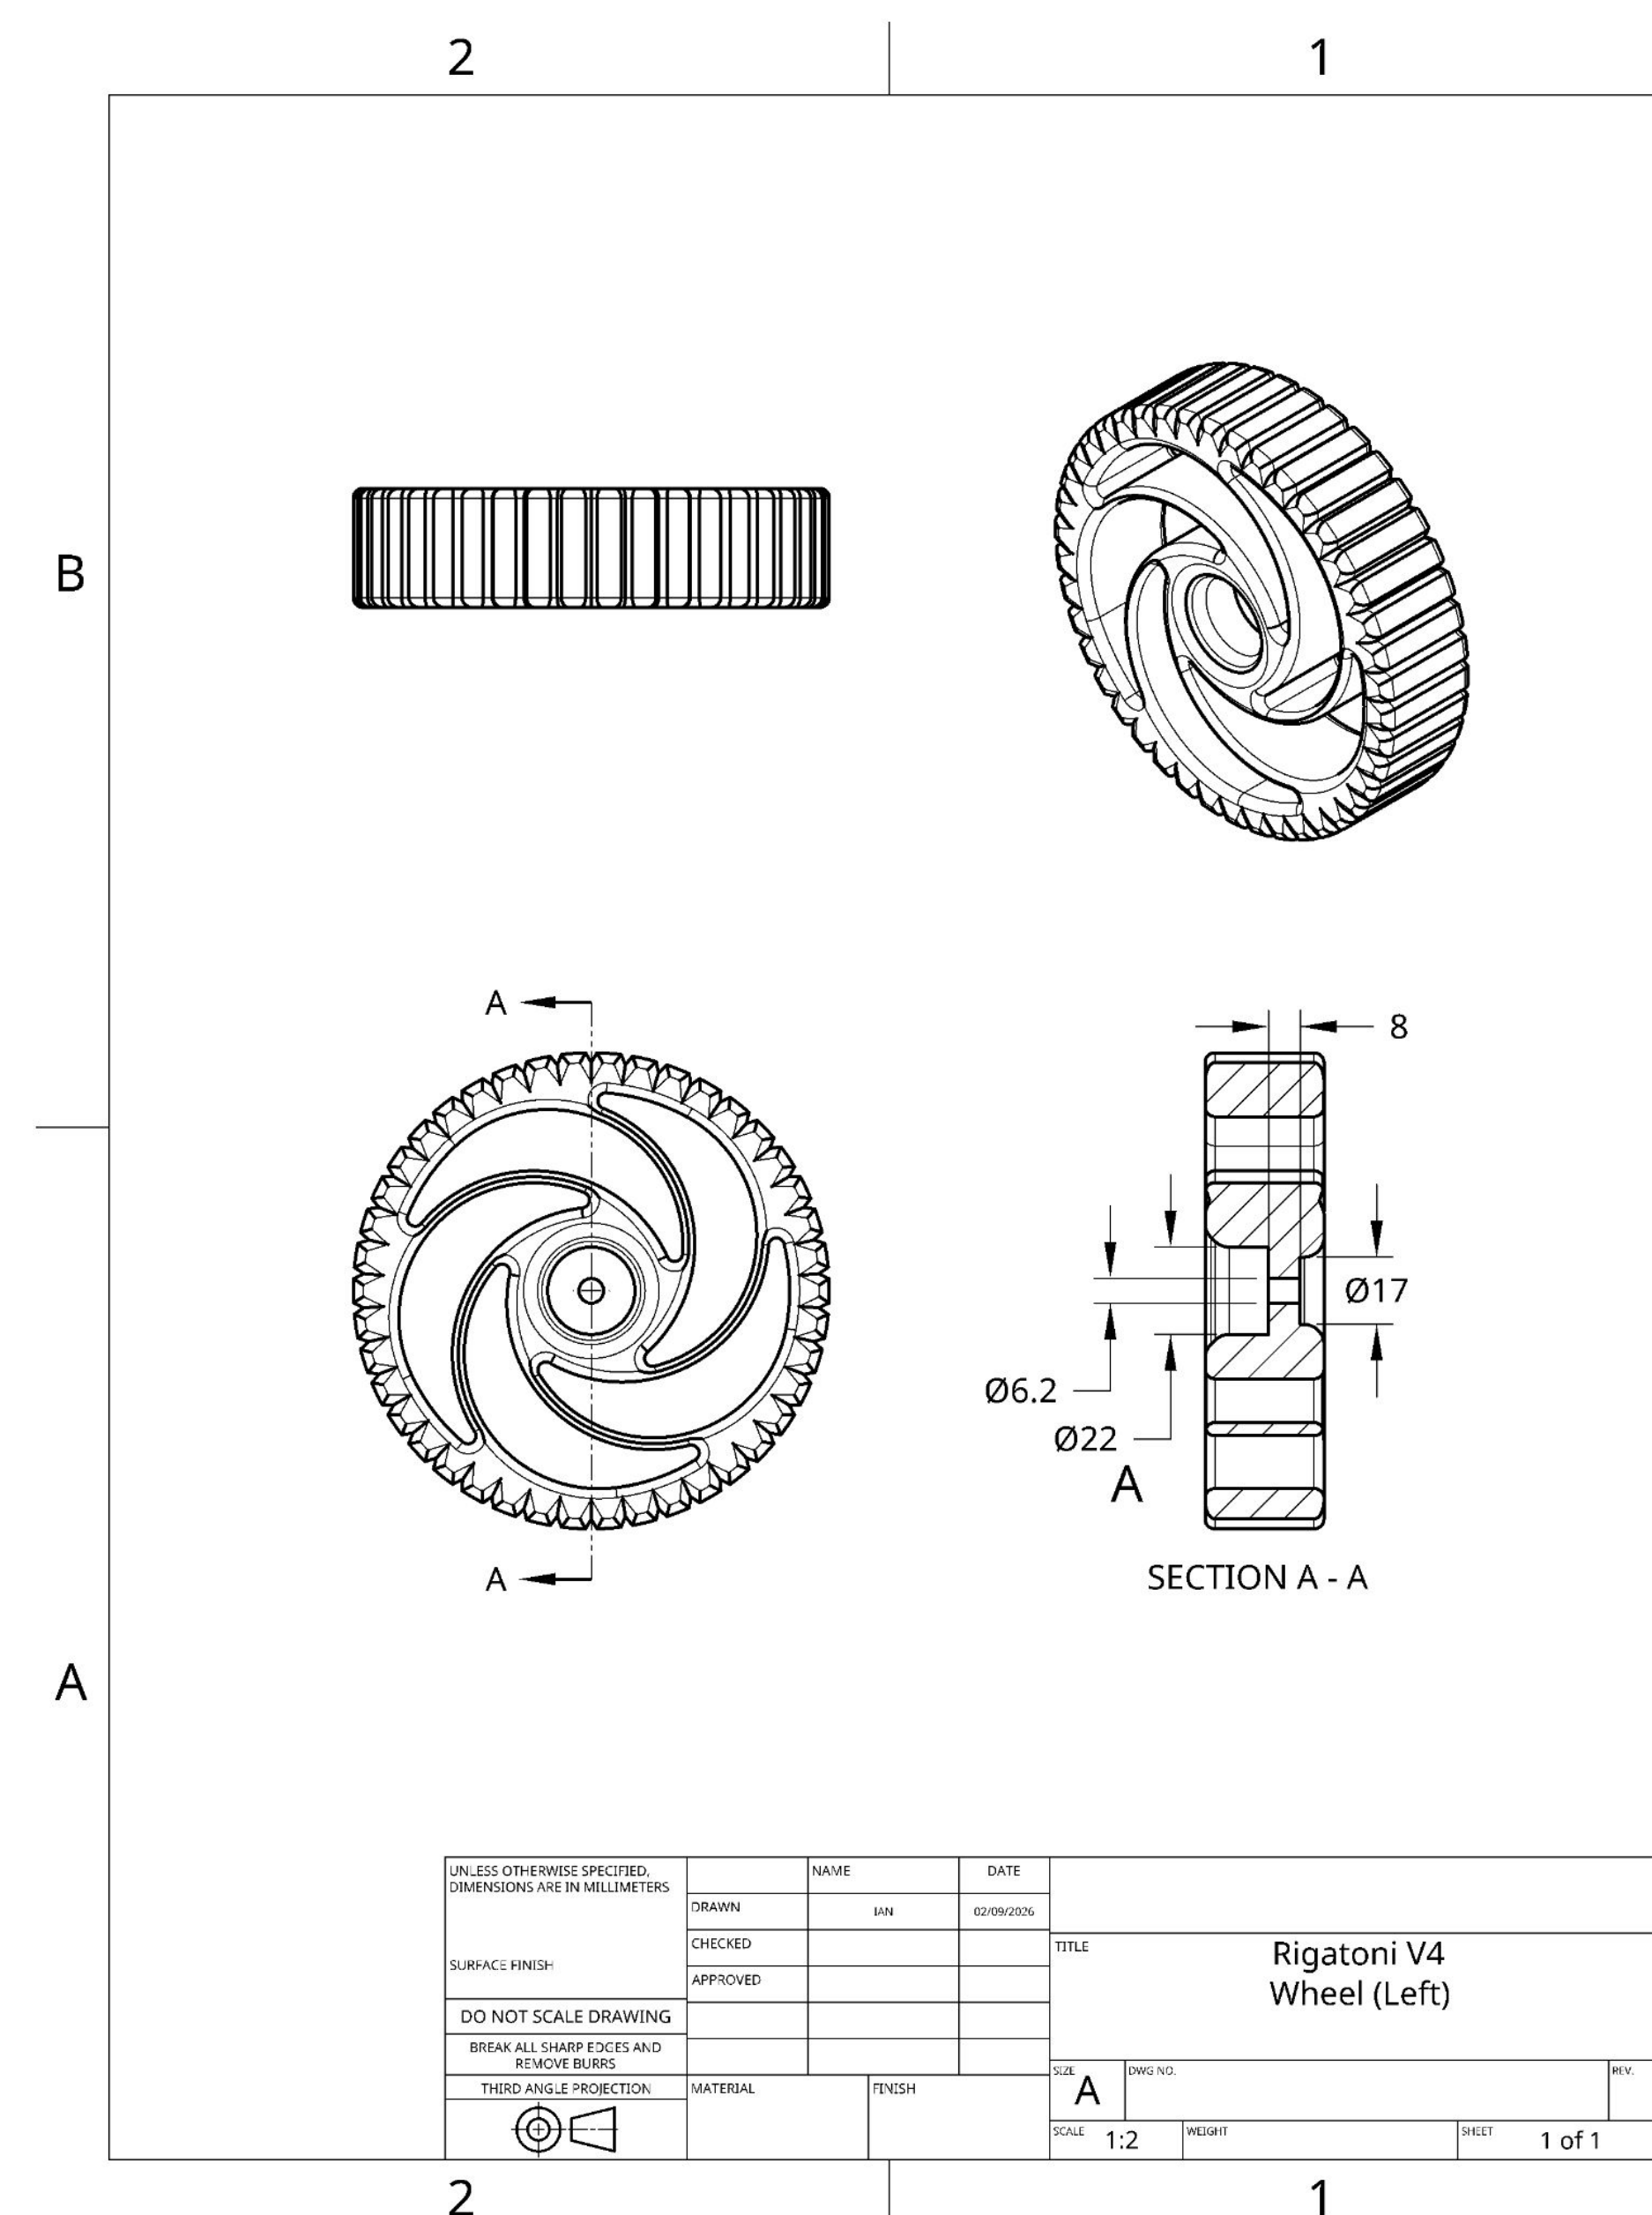 2
1
B
A
8
Ø17
Ø6.2
Ø22
A
A
SECTION A - A
A
UNLESS OTHERWISE SPECIFIED,
DIMENSIONS ARE IN MILLIMETERS
SURFACE FINISH
DO NOT SCALE DRAWING
BREAK ALL SHARP EDGES AND
REMOVE BURRS
THIRD ANGLE PROJECTION
NAME
DATE
DRAWN
IAN
02/09/2026
CHECKED
APPROVED
MATERIAL
FINISH
TITLE
Rigatoni V4
Wheel (Left)
SIZE
A
DWG NO.
REV.
SCALE
1:2
WEIGHT
SHEET
1 of 1
2
1